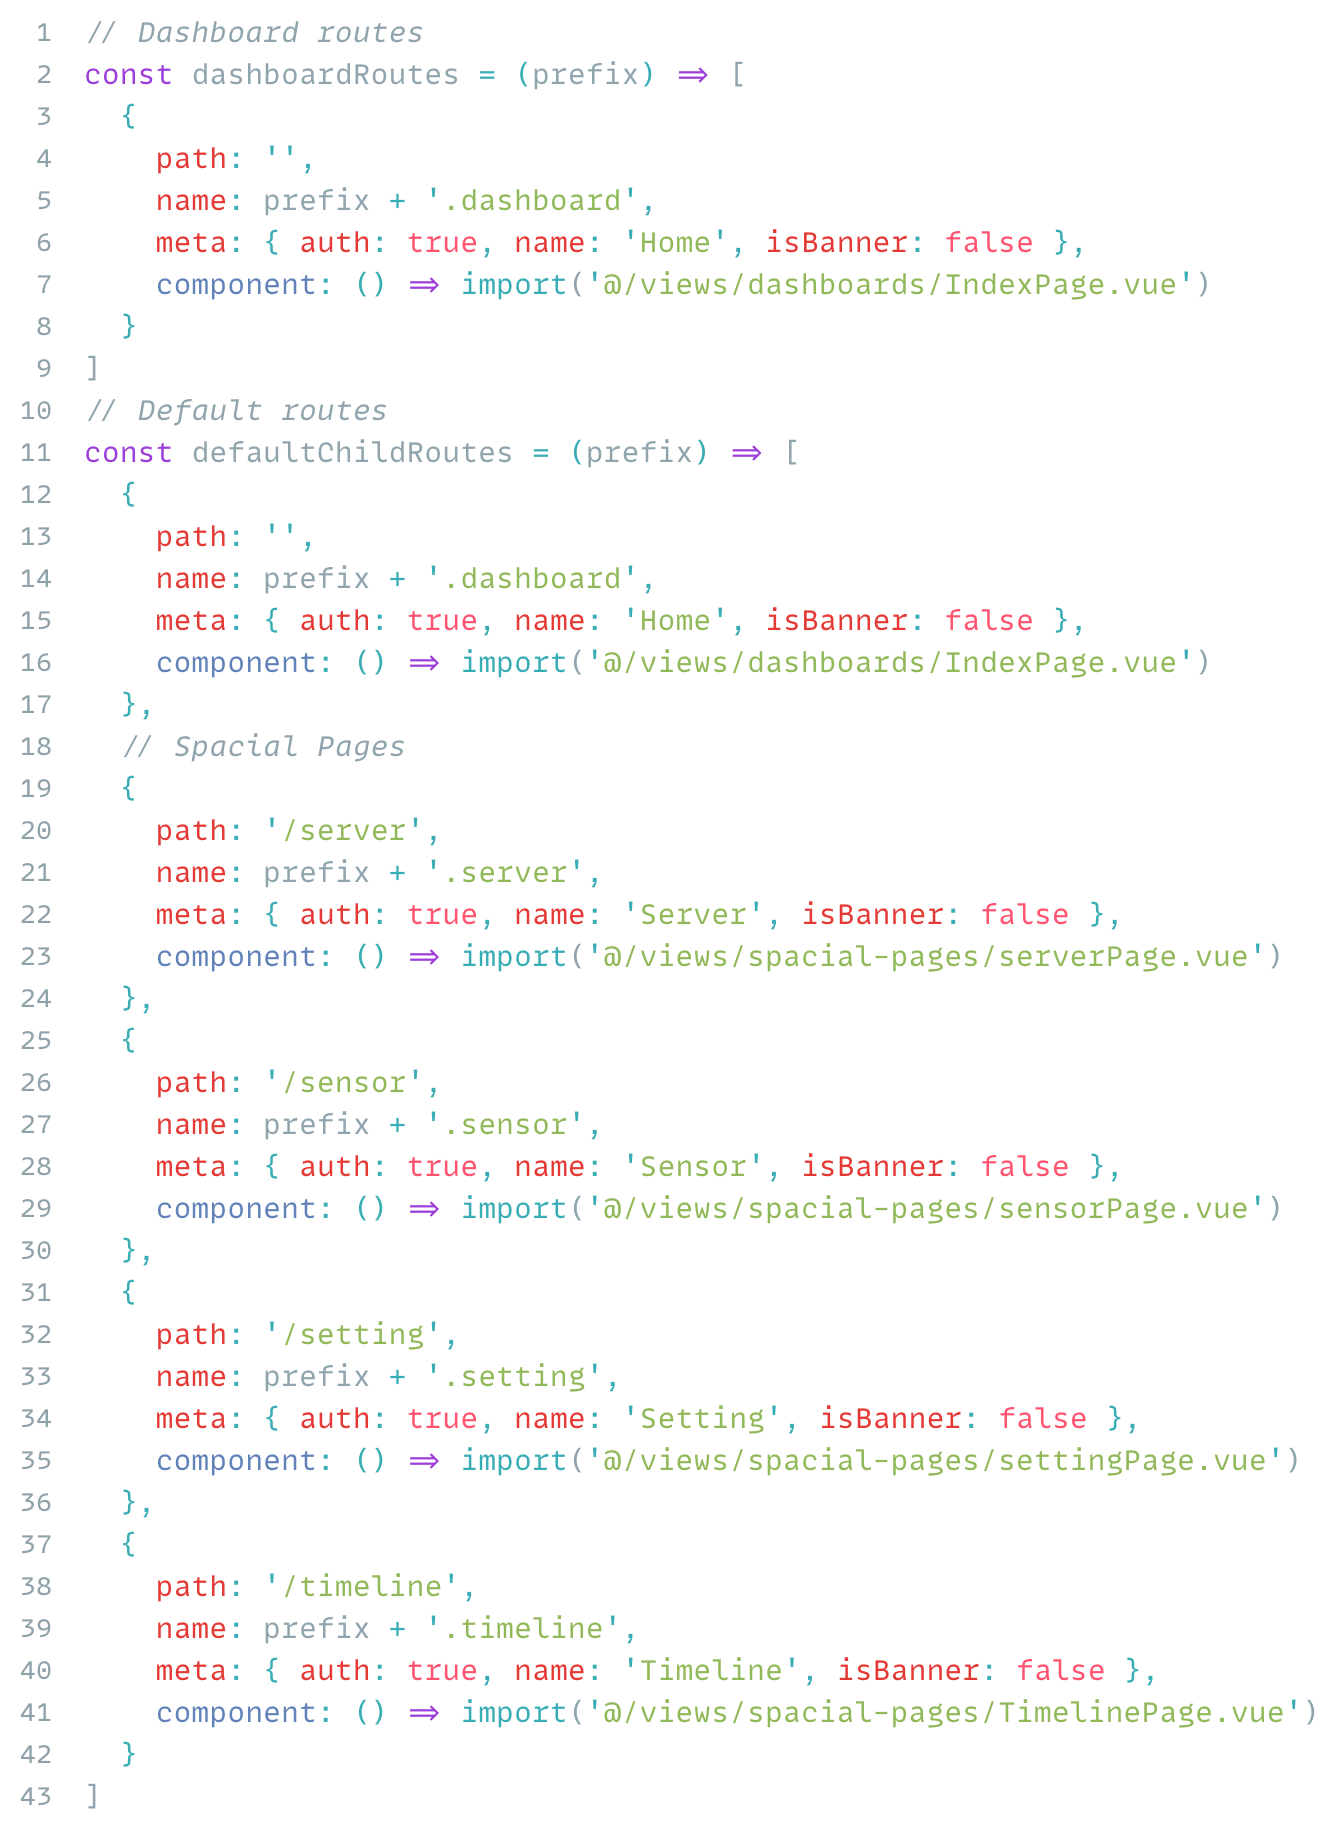 1 // Dashboard routes
2 const dashboardRoutes = (prefix) => [
3   {
4     path: '',
5     name: prefix + '.dashboard',
6     meta: { auth: true, name: 'Home', isBanner: false },
7     component: () => import('@/views/dashboards/IndexPage.vue')
8   }
9 ]
10 // Default routes
11 const defaultChildRoutes = (prefix) => [
12   {
13     path: '',
14     name: prefix + '.dashboard',
15     meta: { auth: true, name: 'Home', isBanner: false },
16     component: () => import('@/views/dashboards/IndexPage.vue')
17   },
18   // Spacial Pages
19   {
20     path: '/server',
21     name: prefix + '.server',
22     meta: { auth: true, name: 'Server', isBanner: false },
23     component: () => import('@/views/spacial-pages/serverPage.vue')
24   },
25   {
26     path: '/sensor',
27     name: prefix + '.sensor',
28     meta: { auth: true, name: 'Sensor', isBanner: false },
29     component: () => import('@/views/spacial-pages/sensorPage.vue')
30   },
31   {
32     path: '/setting',
33     name: prefix + '.setting',
34     meta: { auth: true, name: 'Setting', isBanner: false },
35     component: () => import('@/views/spacial-pages/settingPage.vue')
36   },
37   {
38     path: '/timeline',
39     name: prefix + '.timeline',
40     meta: { auth: true, name: 'Timeline', isBanner: false },
41     component: () => import('@/views/spacial-pages/TimelinePage.vue')
42   }
43 ]